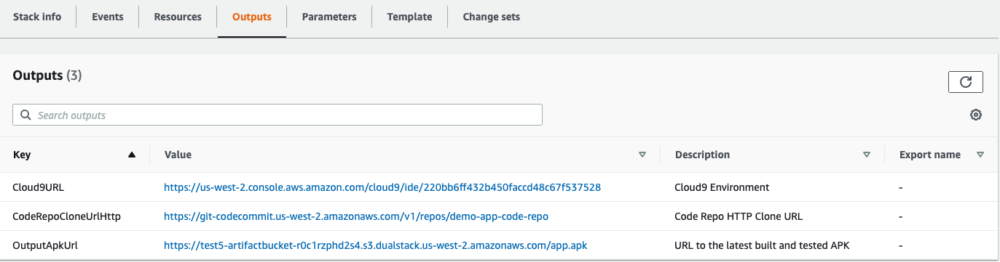 Stack info Events Resources Outputs Parameters Template Change sets
Outputs (3)
Search outputs
Key Value Description Export name
Cloud9URL https://us-west-2.console.aws.amazon.com/cloud9/ide/220bb6ff432b450faccd48c67f537528 Cloud9 Environment -
CodeRepoCloneUrlHttp https://git-codecommit.us-west-2.amazonaws.com/v1/repos/demo-app-code-repo Code Repo HTTP Clone URL -
OutputApkUrl https://test5-artifactbucket-r0c1rzphd2s4.s3.dualstack.us-west-2.amazonaws.com/app.apk URL to the latest built and tested APK -